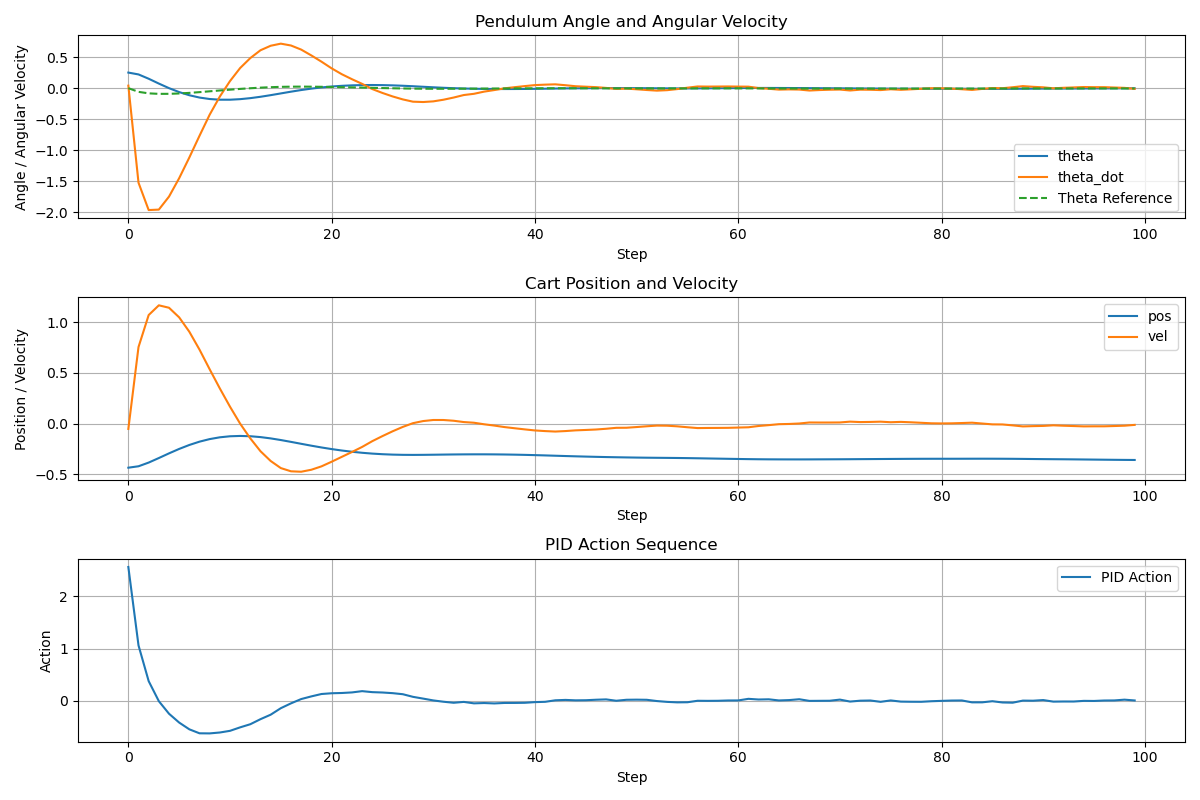 Pendulum Angle and Angular Velocity
Angle / Angular Velocity
0.5
0.0
−0.5
−1.0
−1.5
−2.0
theta
theta_dot
Theta Reference
0 20 40 60 80 100
Step
Cart Position and Velocity
Position / Velocity
1.0
0.5
0.0
−0.5
pos
vel
0 20 40 60 80 100
Step
PID Action Sequence
Action
2
1
0
PID Action
0 20 40 60 80 100
Step